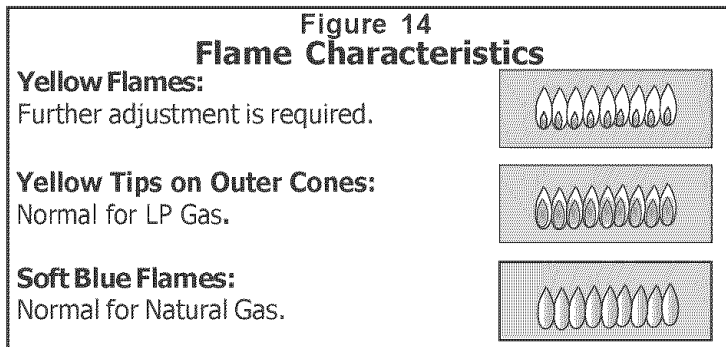 Figure 14
Flame Characteristics
Yellow Flames:
Further adjustment is required.
Yellow Tips on Outer Cones:
Normal for LP Gas.
Soft Blue Flames:
Normal for Natural Gas.